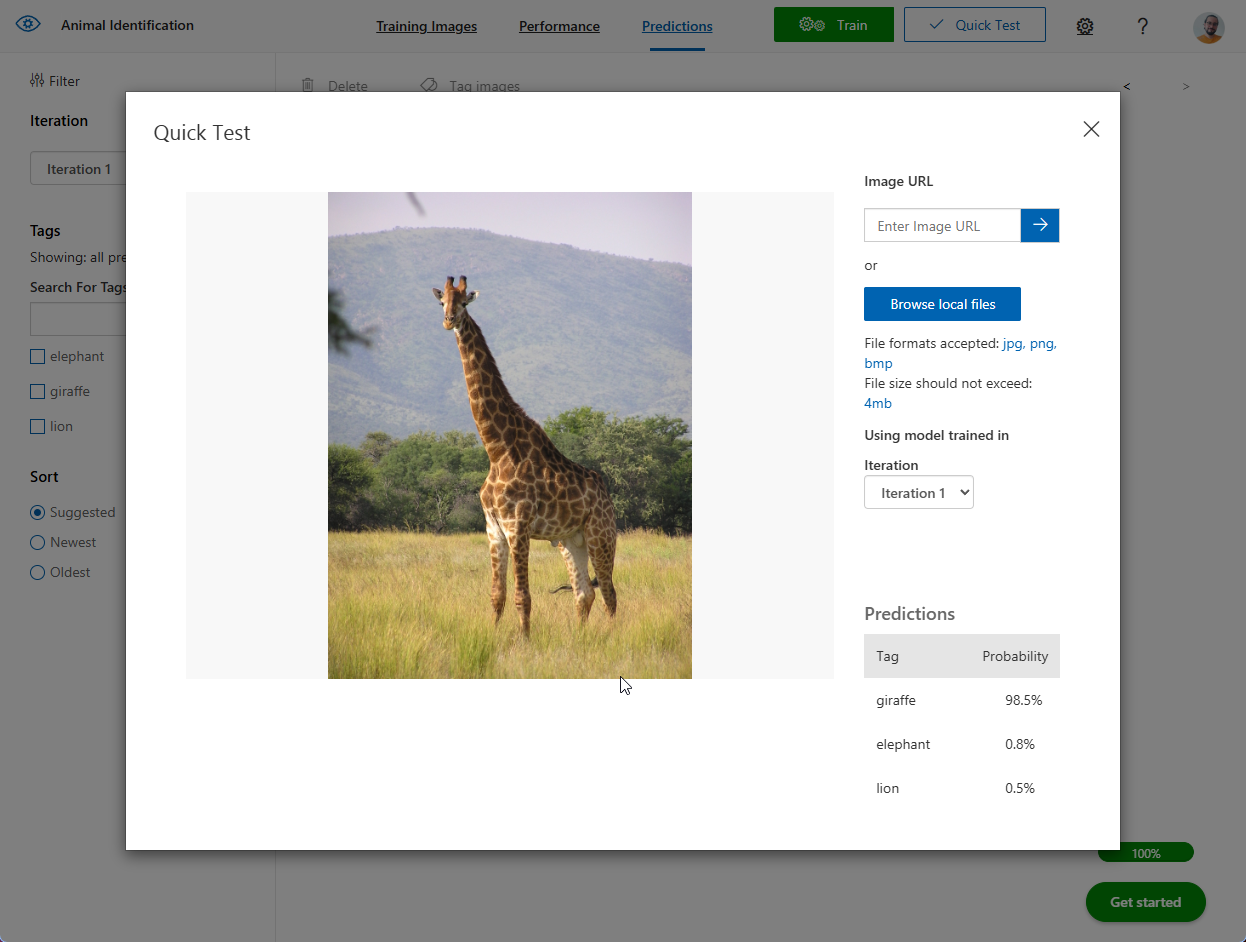 Animal Identification
Training Images
Performance
Predictions
Train
Quick Test
?
Filter
Delete
Tag images
<
>
Iteration
Iteration 1
Tags
Showing: all pre
Search For Tags
elephant
giraffe
lion
Sort
Suggested
Newest
Oldest
Quick Test
Image URL
Enter Image URL
or
Browse local files
File formats accepted: jpg, png,
bmp
File size should not exceed:
4mb
Using model trained in
Iteration
Iteration 1
Predictions
Tag Probability
giraffe 98.5%
elephant 0.8%
lion 0.5%
100%
Get started